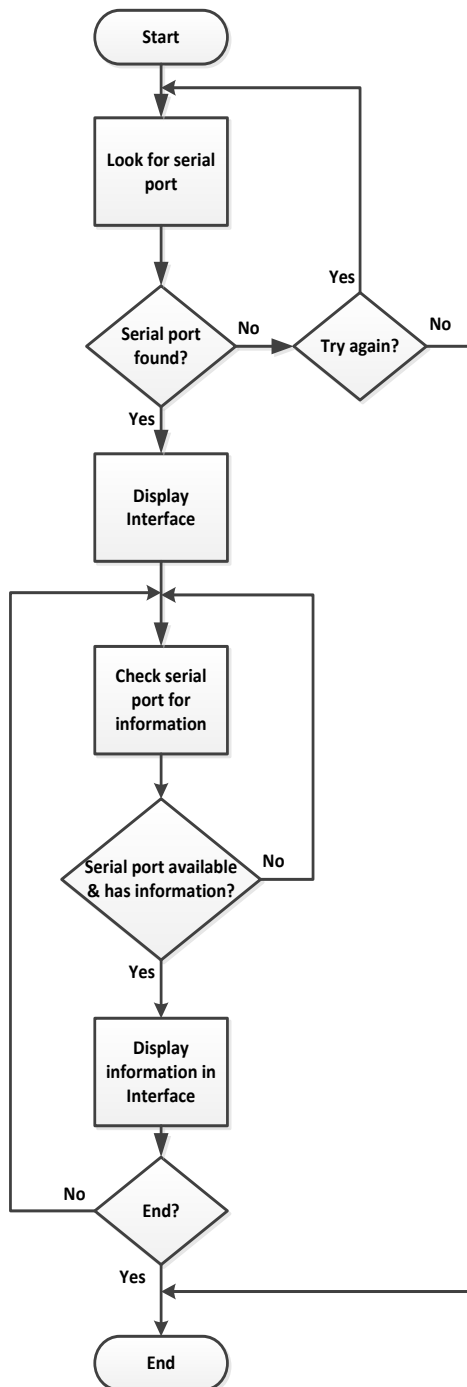 Start
Look for serial
port
Yes
Serial port
found?
No
Try again?
No
Yes
Display
Interface
Check serial
port for
information
Serial port available
& has information?
No
Yes
Display
information in
Interface
No
End?
Yes
End